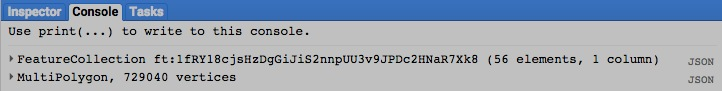 Inspector Console Tasks
Use print(...) to write to this console.
FeatureCollection ft:1fRY18cjsHzDgGiJiS2nnpUU3v9JPDc2HNaR7Xk8 (56 elements, 1 column) JSON
MultiPolygon, 729040 vertices JSON